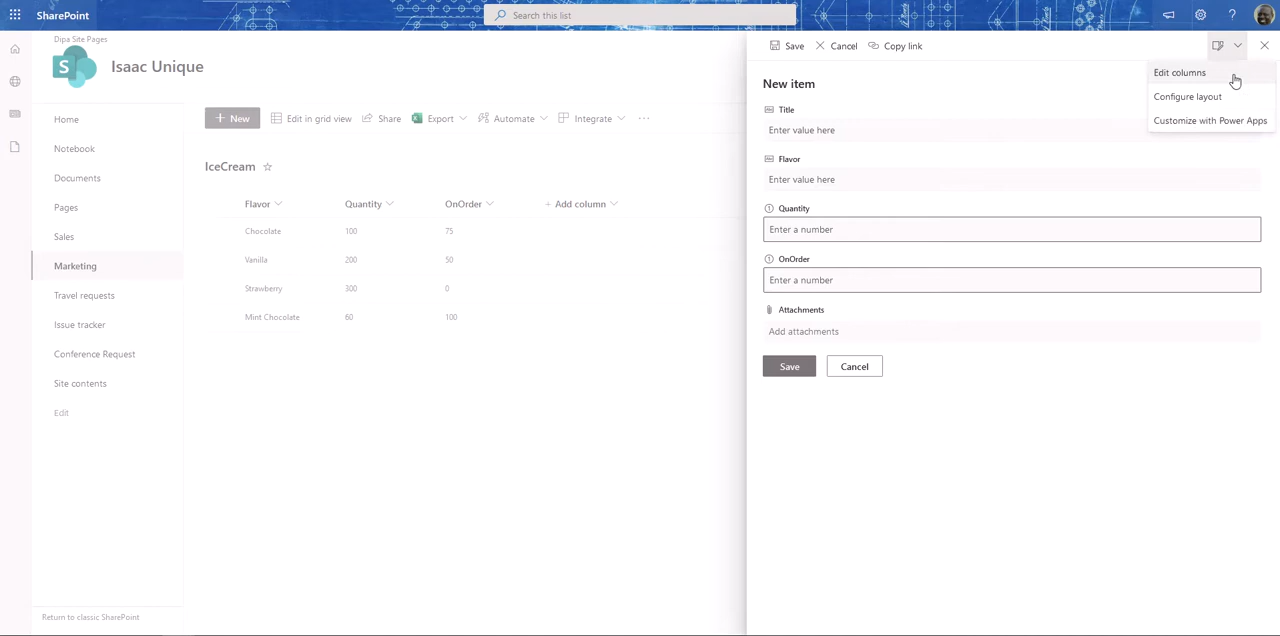 SharePoint
Search this list
Dipa Site Pages
S
Isaac Unique
Home
Notebook
Documents
Pages
Sales
Marketing
Travel requests
Issue tracker
Conference Request
Site contents
Edit
Return to classic SharePoint
+ New
Edit in grid view
Share
Export
Automate
Integrate
...
IceCream
Flavor Quantity OnOrder + Add column
Chocolate 100 75
Vanilla 200 50
Strawberry 300 0
Mint Chocolate 60 100
Save
Cancel
Copy link
Edit columns
Configure layout
Customize with Power Apps
New item
Title
Enter value here
Flavor
Enter value here
Quantity
Enter a number
OnOrder
Enter a number
Attachments
Add attachments
Save
Cancel